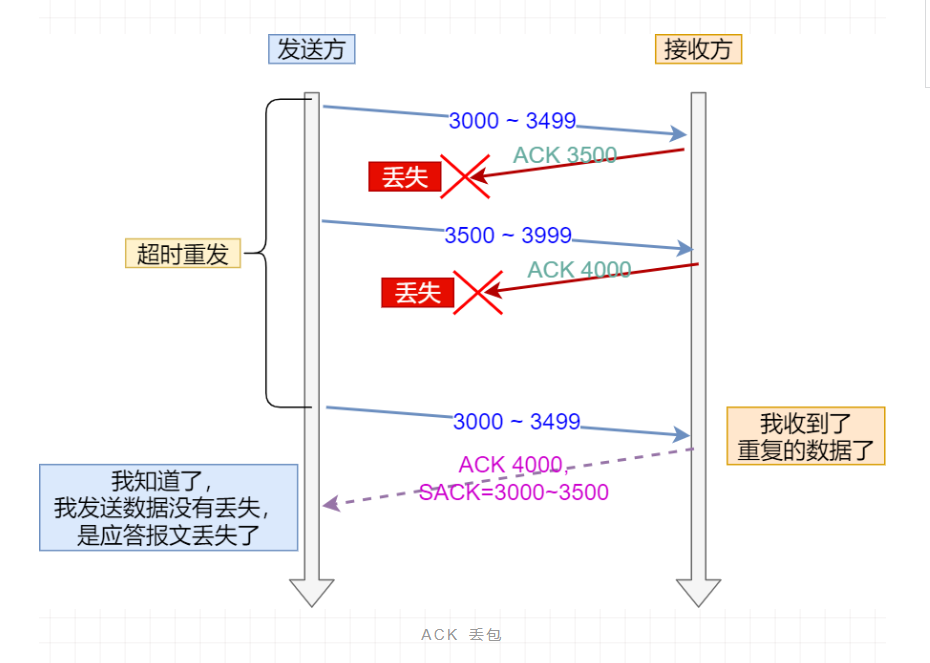 发送方
接收方
3000 ~ 3499
ACK 3500
丢失
3500 ~ 3999
超时重发
ACK 4000
丢失
3000 ~ 3499
我收到了
重复的数据了
ACK 4000,
SACK=3000~3500
我知道了，
我发送数据没有丢失，
是应答报文丢失了
ACK 丢包